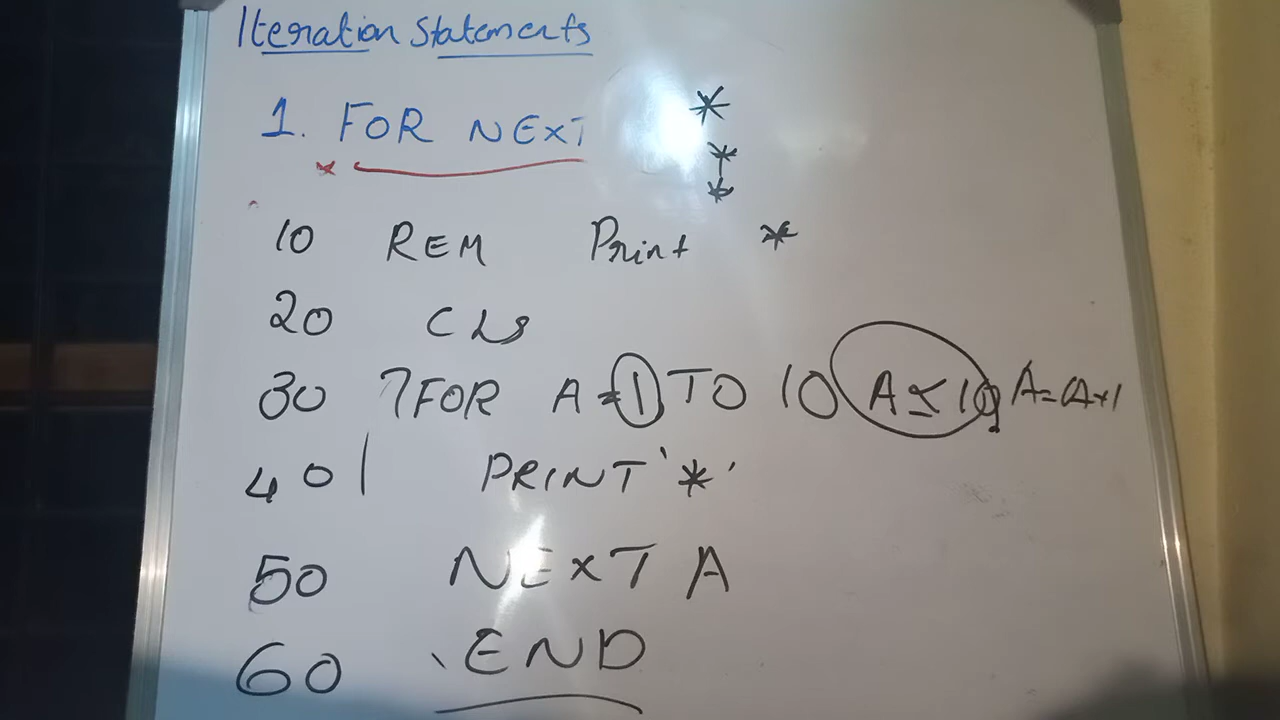 Iteration Statements
1. FOR NEXT *
*
*
10 REM Print *
20 CLS
30 FOR A=1 TO 10 A≤10, A=A+1
40 PRINT '*'
50 NEXT A
60 END